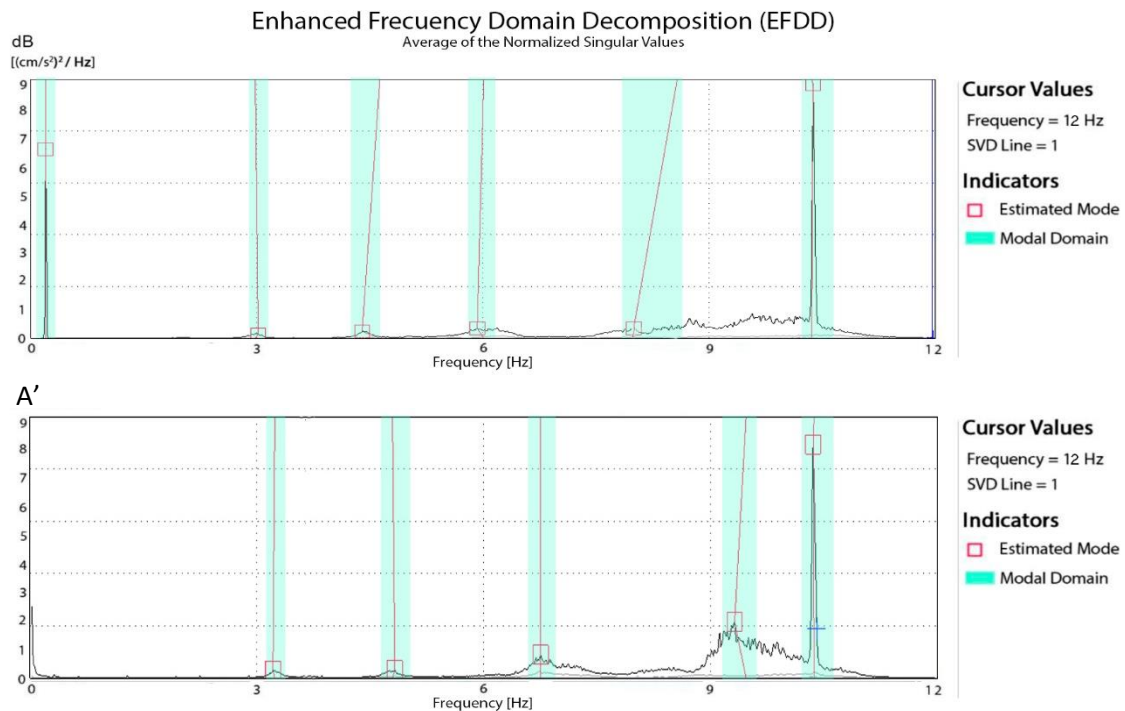 Enhanced Frecuency Domain Decomposition (EFDD)
Average of the Normalized Singular Values
dB
[(cm/s²)² / Hz]
9
8
7
6
5
4
3
2
1
0
0 3 6 9 12
Frequency [Hz]
Cursor Values
Frequency = 12 Hz
SVD Line = 1
Indicators
Estimated Mode
Modal Domain
A’
9
8
7
6
5
4
3
2
1
0
0 3 6 9 12
Frequency [Hz]
Cursor Values
Frequency = 12 Hz
SVD Line = 1
Indicators
Estimated Mode
Modal Domain